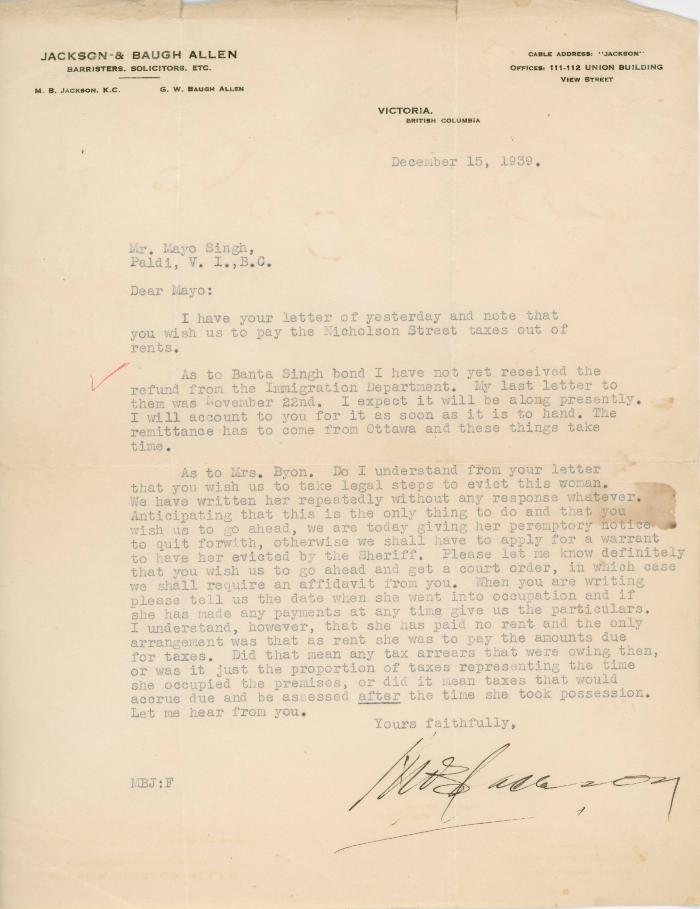 JACKSON & BAUGH ALLEN
BARRISTERS, SOLICITORS, ETC.
M. B. JACKSON, K.C. G. W. BAUGH ALLEN
CABLE ADDRESS: "JACKSON"
OFFICES: 111-112 UNION BUILDING
VIEW STREET
VICTORIA,
BRITISH COLUMBIA
December 15, 1939.
Mr. Mayo Singh,
Paldi, V. I.,B.C.
Dear Mayo:
I have your letter of yesterday and note that
you wish us to pay the Nicholson Street taxes out of
rents.
As to Banta Singh bond I have not yet received the
refund from the Immigration Department. My last letter to
them was November 22nd. I expect it will be along presently.
I will account to you for it as soon as it is to hand. The
remittance has to come from Ottawa and these things take
time.
As to Mrs. Byon. Do I understand from your letter
that you wish us to take legal steps to evict this woman.
We have written her repeatedly without any response whatever.
Anticipating that this is the only thing to do and that you
wish us to go ahead, we are today giving her peremptory notice
to quit forwith, otherwise we shall have to apply for a warrant
to have her evicted by the Sheriff. Please let me know definitely
that you wish us to go ahead and get a court order, in which case
we shall require an affidavit from you. When you are writing
please tell us the date when she went into occupation and if
she has made any payments at any time give us the particulars.
I understand, however, that she has paid no rent and the only
arrangement was that as rent she was to pay the amounts due
for taxes. Did that mean any tax arrears that were owing then,
or was it just the proportion of taxes representing the time
she occupied the premises, or did it mean taxes that would
accrue due and be assessed after the time she took possession.
Let me hear from you.
Yours faithfully,
MBJackson
MBJ:F